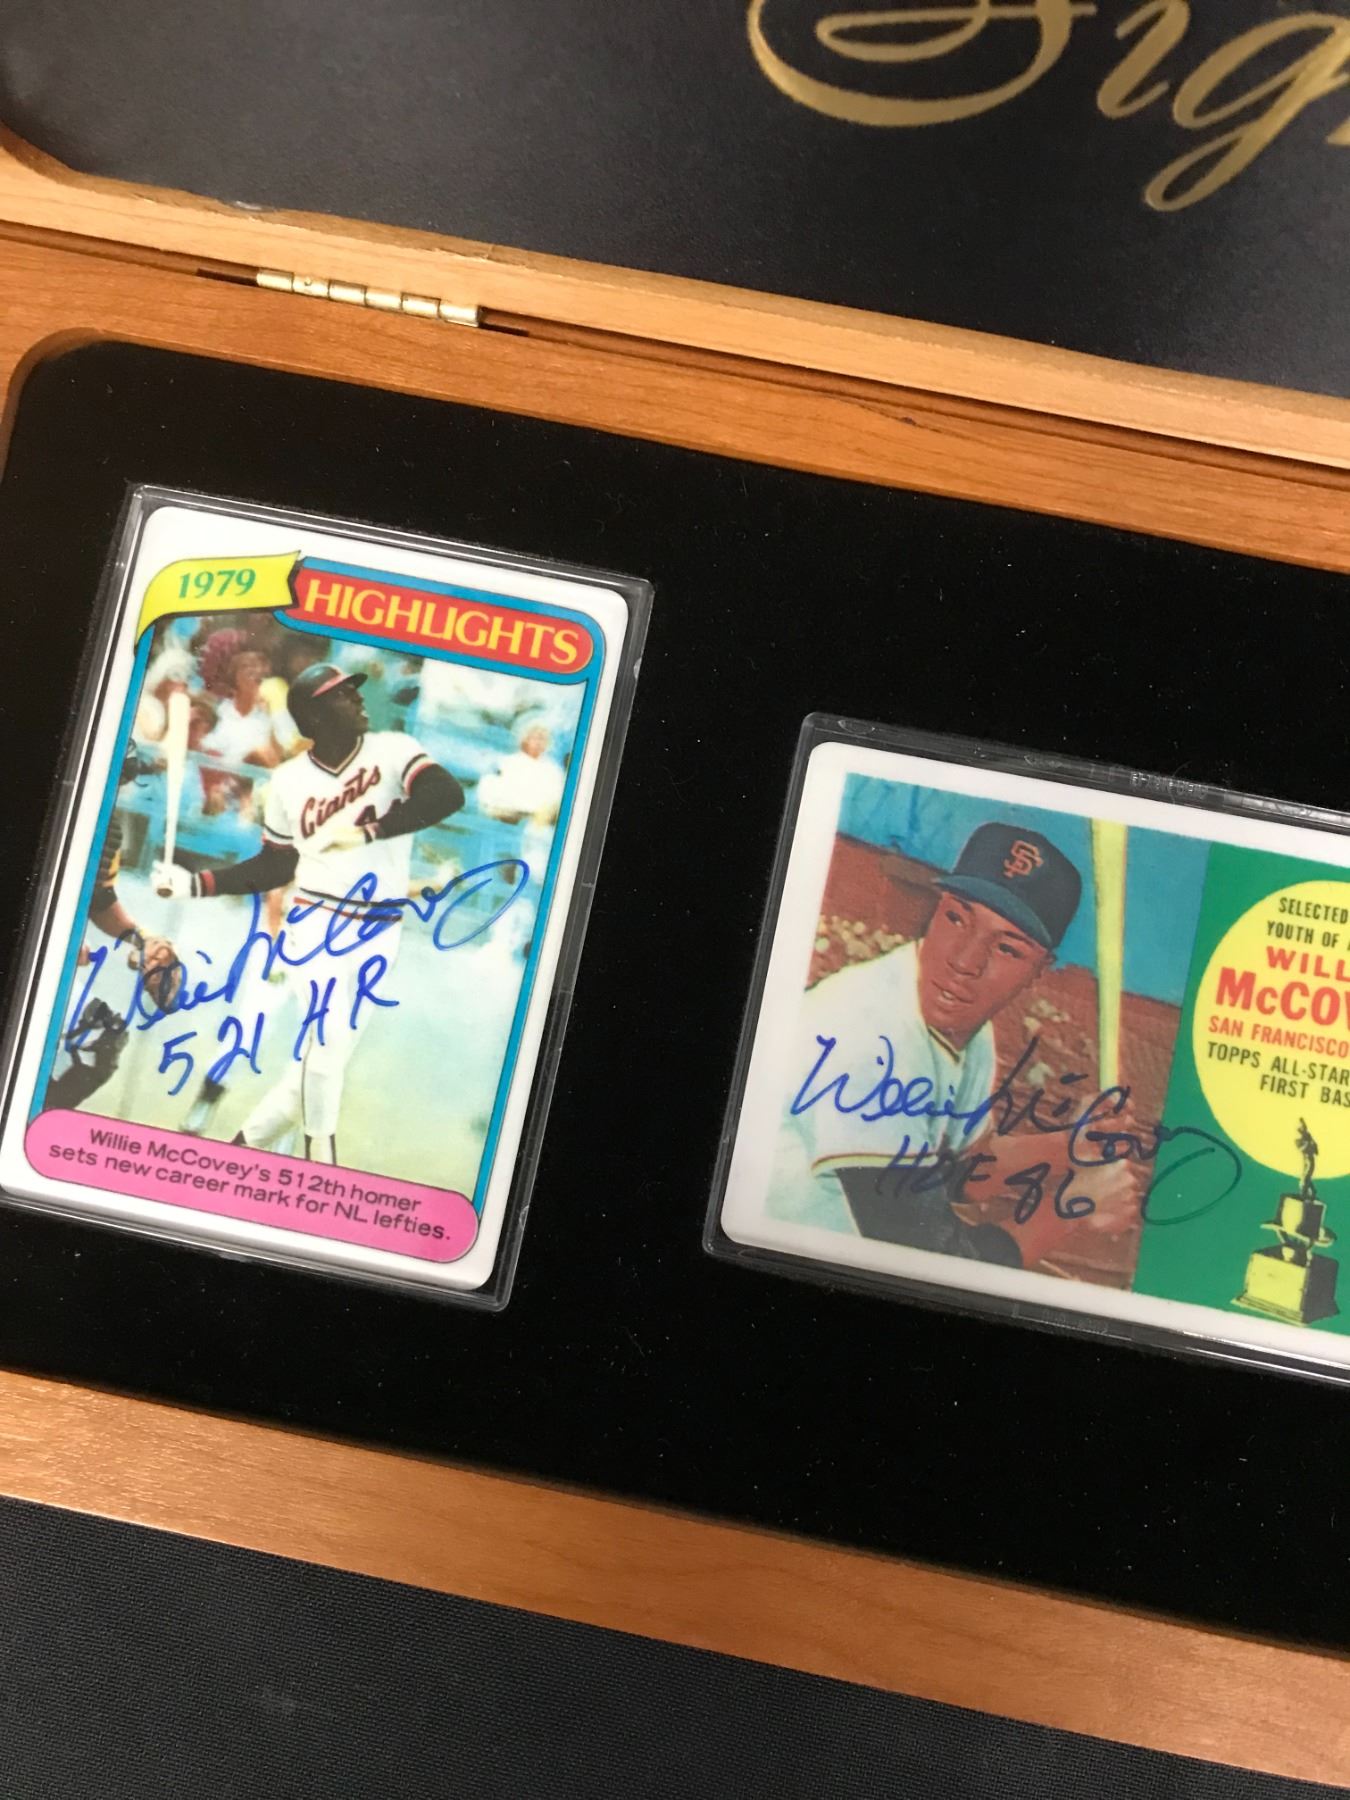 1979
HIGHLIGHTS
Giants
Willie McCovey
521 HR
Willie McCovey's 512th homer
sets new career mark for NL lefties.
SF
SELECTED
YOUTH OF
WILL
McCOV
SAN FRANCISCO
TOPPS ALL-STAR
FIRST BAS
Willie McCovey
HOF 86